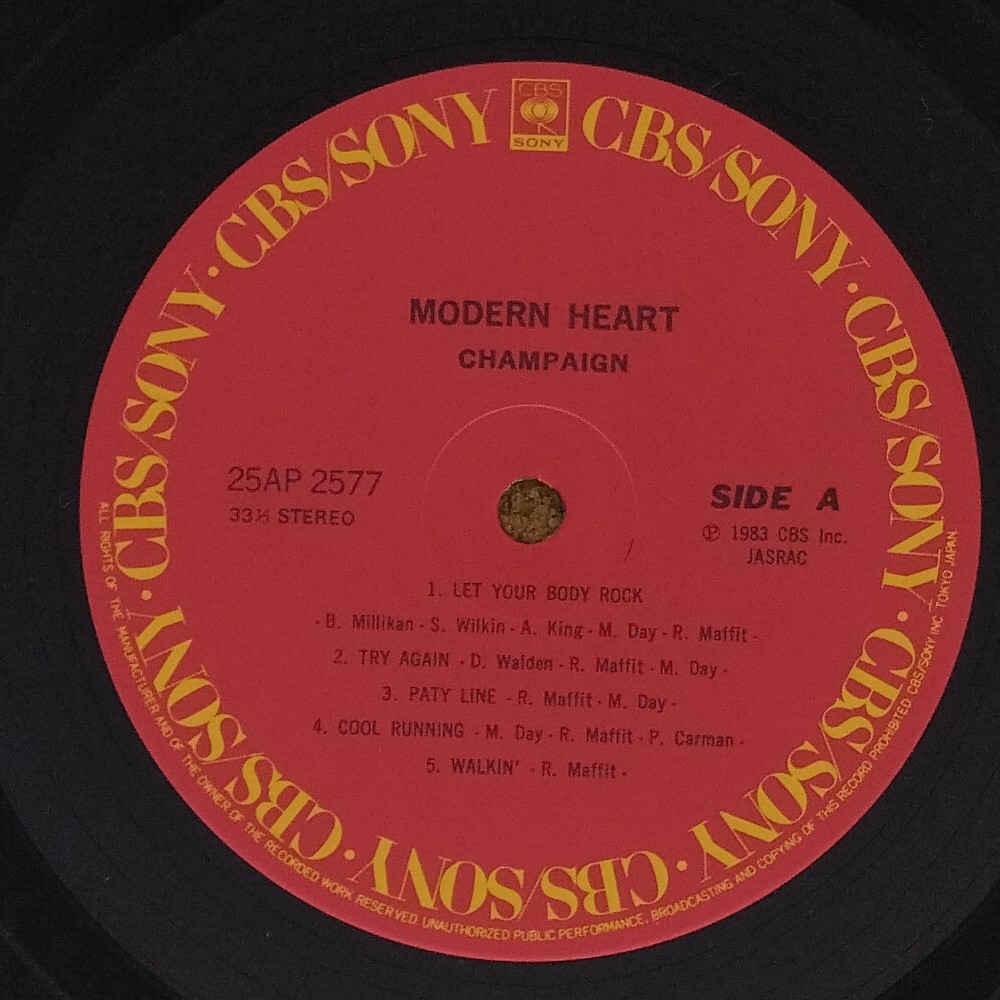 CBS
SONY
CBS/SONY · CBS/SONY · CBS/SONY · CBS/SONY · CBS/SONY · CBS/SONY · CBS/SONY · CBS/SONY
MODERN HEART
CHAMPAIGN
25AP 2577
33⅓ STEREO
SIDE A
Ⓟ 1983 CBS Inc.
JASRAC
1. LET YOUR BODY ROCK
- B. Millikan - S. Wilkin - A. King - M. Day - R. Maffit -
2. TRY AGAIN - D. Walden - R. Maffit - M. Day -
3. PATY LINE - R. Maffit - M. Day -
4. COOL RUNNING - M. Day - R. Maffit - P. Carman -
5. WALKIN' - R. Maffit -
ALL RIGHTS OF THE MANUFACTURER AND OF THE OWNER OF THE RECORDED WORK RESERVED UNAUTHORIZED PUBLIC PERFORMANCE, BROADCASTING AND COPYING OF THIS RECORD PROHIBITED CBS/SONY INC TOKYO JAPAN